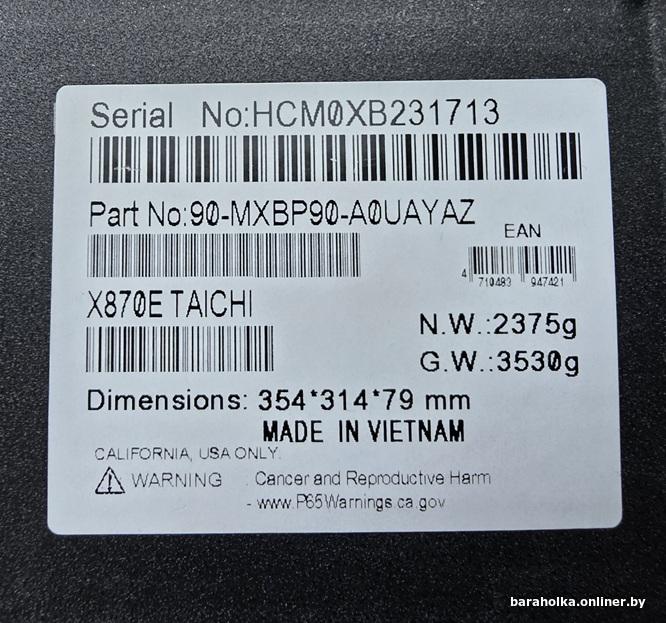 Serial No:HCM0XB231713
Part No:90-MXBP90-A0UAYAZ
EAN
4 710483 947421
X870E TAICHI
N.W.:2375g
G.W.:3530g
Dimensions: 354*314*79 mm
MADE IN VIETNAM
CALIFORNIA, USA ONLY.
WARNING : Cancer and Reproductive Harm
- www.P65Warnings.ca.gov
baraholka.onliner.by